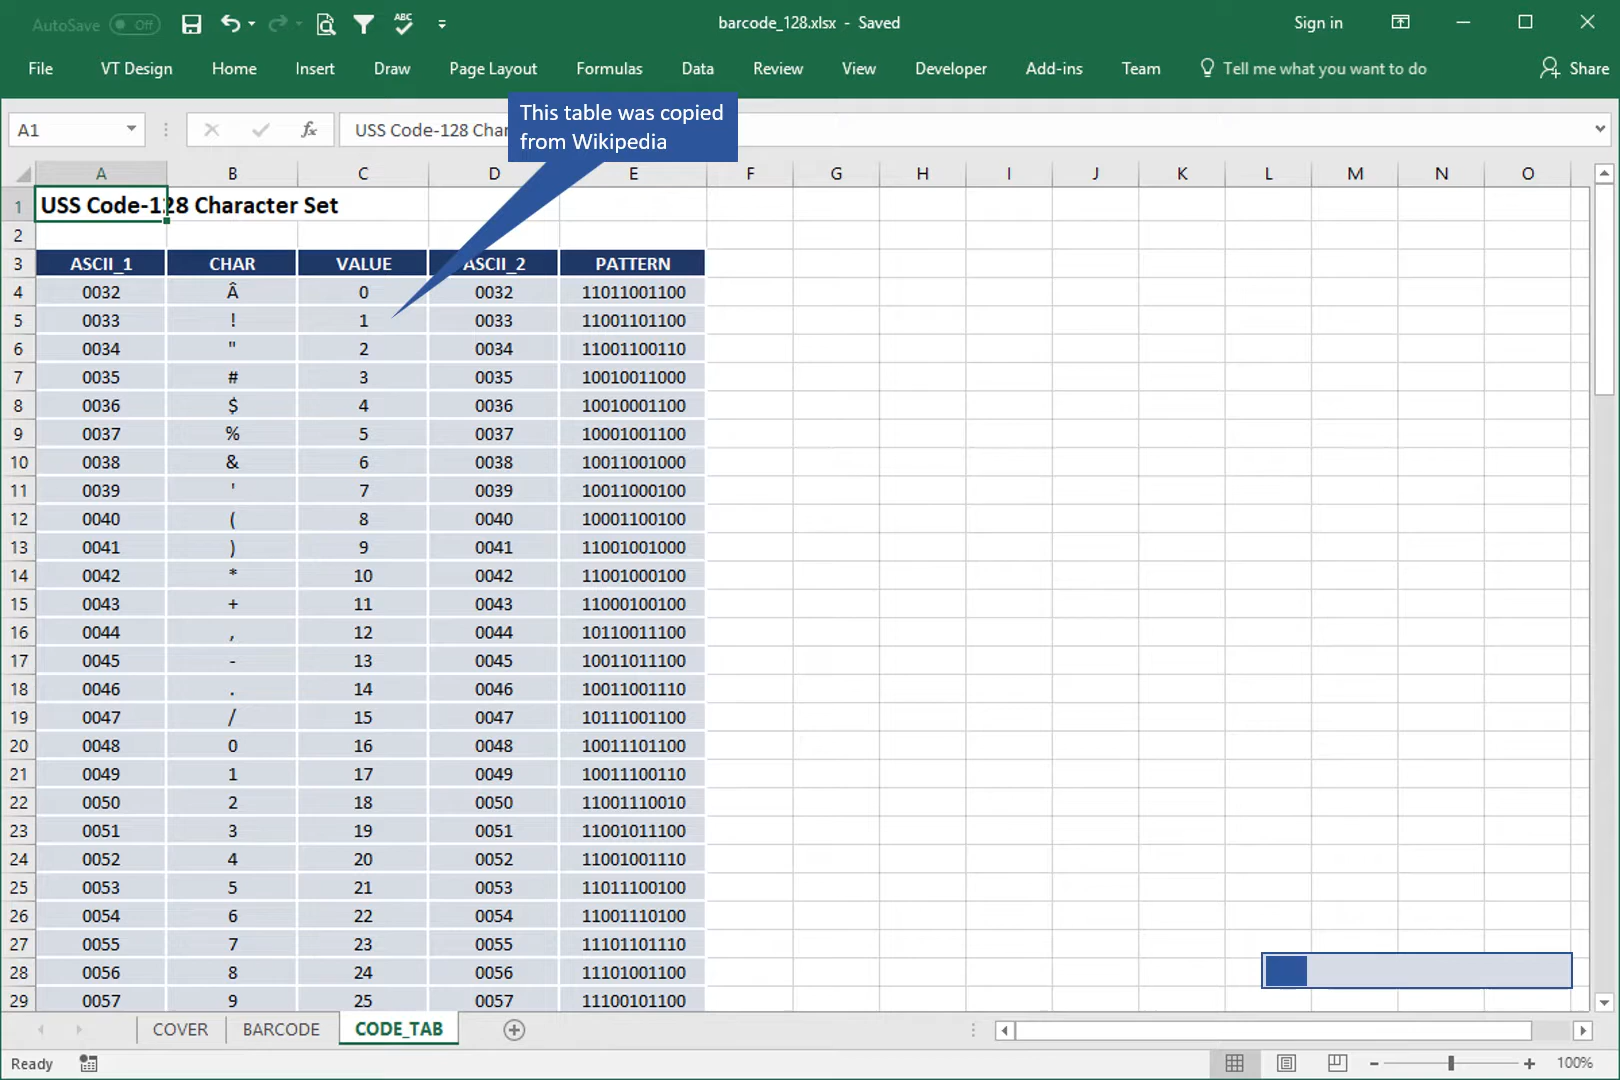 AutoSave Off barcode_128.xlsx - Saved Sign in
File VT Design Home Insert Draw Page Layout Formulas Data Review View Developer Add-ins Team Tell me what you want to do Share
This table was copied
from Wikipedia
A1 fx USS Code-128 Char
A B C D E F G H I J K L M N O
1 USS Code-128 Character Set
2
3 ASCII_1 CHAR VALUE ASCII_2 PATTERN
4 0032 Â 0 0032 11011001100
5 0033 ! 1 0033 11001101100
6 0034 " 2 0034 11001100110
7 0035 # 3 0035 10010011000
8 0036 $ 4 0036 10010001100
9 0037 % 5 0037 10001001100
10 0038 & 6 0038 10011001000
11 0039 ' 7 0039 10011000100
12 0040 ( 8 0040 10001100100
13 0041 ) 9 0041 11001001000
14 0042 * 10 0042 11001000100
15 0043 + 11 0043 11000100100
16 0044 , 12 0044 10110011100
17 0045 - 13 0045 10011011100
18 0046 . 14 0046 10011001110
19 0047 / 15 0047 10111001100
20 0048 0 16 0048 10011101100
21 0049 1 17 0049 10011100110
22 0050 2 18 0050 11001110010
23 0051 3 19 0051 11001011100
24 0052 4 20 0052 11001001110
25 0053 5 21 0053 11011100100
26 0054 6 22 0054 11001110100
27 0055 7 23 0055 11101101110
28 0056 8 24 0056 11101001100
29 0057 9 25 0057 11100101100
COVER BARCODE CODE_TAB
Ready 100%